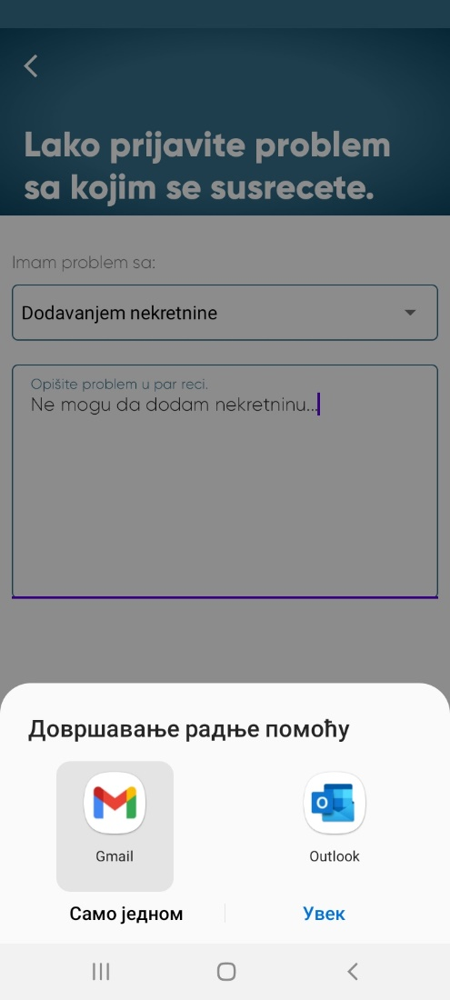 Lako prijavite problem
sa kojim se susrecete.
Imam problem sa:
Dodavanjem nekretnine
Opišite problem u par reci.
Ne mogu da dodam nekretninu...
Довршавање радње помоћу
Gmail
Outlook
Само једном
Увек